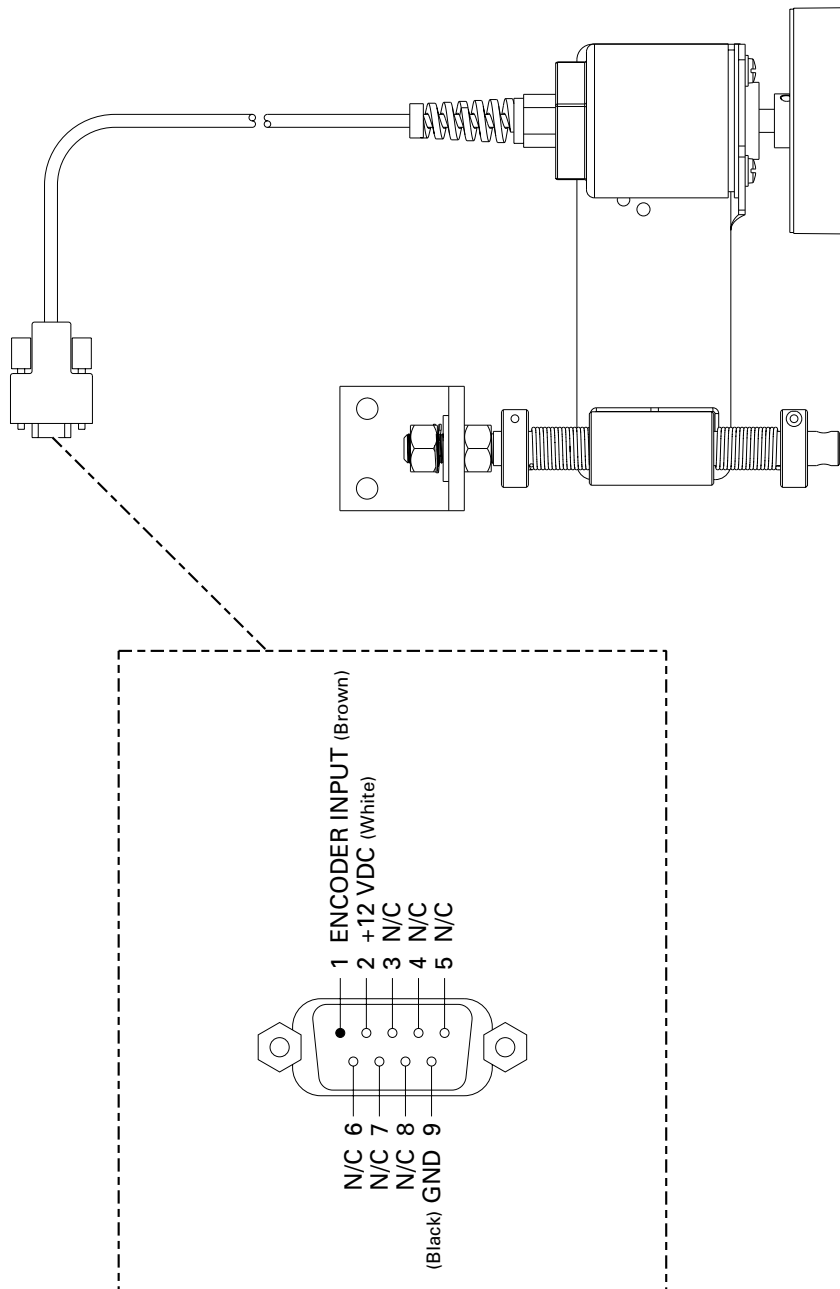 1 ENCODER INPUT (Brown)
2 +12 VDC (White)
3 N/C
4 N/C
5 N/C
N/C 6
N/C 7
N/C 8
(Black) GND 9